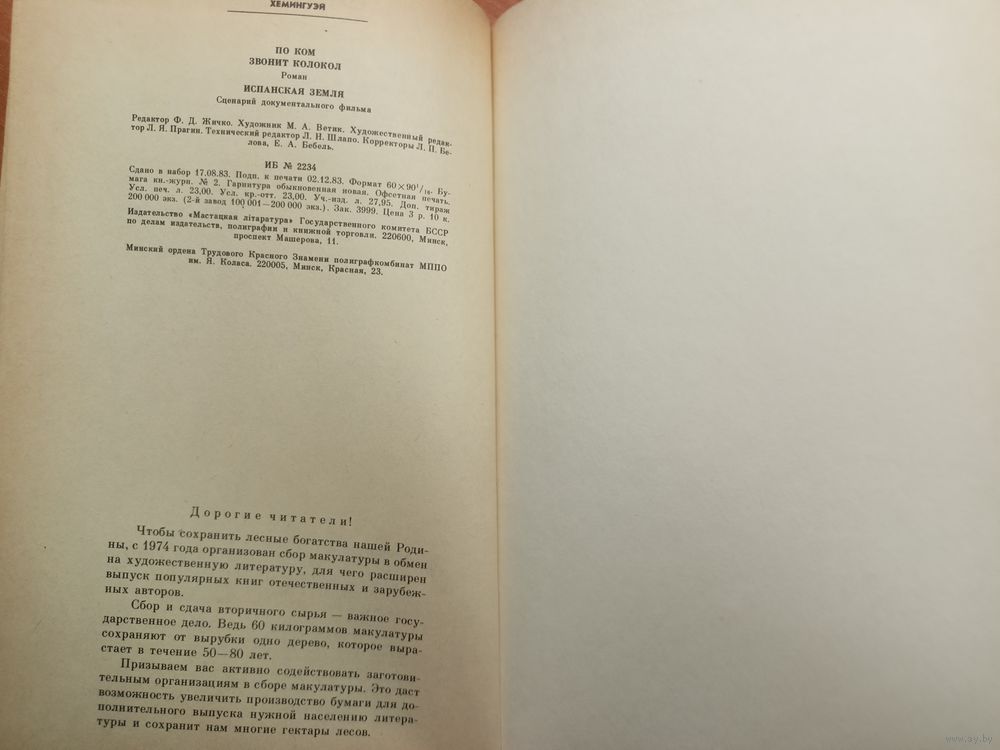 ХЕМИНГУЭЙ
ПО КОМ
ЗВОНИТ КОЛОКОЛ
Роман
ИСПАНСКАЯ ЗЕМЛЯ
Сценарий документального фильма
Редактор Ф. Д. Жичко. Художник М. А. Ветик. Художественный редак-
тор Л. Я. Прагин. Технический редактор Л. Н. Шлапо. Корректоры Л. П. Бе-
лова, Е. А. Бебель.
ИБ № 2234
Сдано в набор 17.08.83. Подп. к печати 02.12.83. Формат 60×90¹/₁₆. Бу-
мага кн.-журн. № 2. Гарнитура обыкновенная новая. Офсетная печать.
Усл. печ. л. 23,00. Усл. кр.-отт. 23,00. Уч.-изд. л. 27,95. Доп. тираж
200 000 экз. (2-й завод 100 001—200 000 экз.). Зак. 3999. Цена 3 р. 10 к.
Издательство «Мастацкая літаратура» Государственного комитета БССР
по делам издательств, полиграфии и книжной торговли. 220600, Минск,
проспект Машерова, 11.
Минский ордена Трудового Красного Знамени полиграфкомбинат МППО
им. Я. Коласа. 220005, Минск, Красная, 23.
Дорогие читатели!
Чтобы сохранить лесные богатства нашей Роди-
ны, с 1974 года организован сбор макулатуры в обмен
на художественную литературу, для чего расширен
выпуск популярных книг отечественных и зарубеж-
ных авторов.
Сбор и сдача вторичного сырья — важное госу-
дарственное дело. Ведь 60 килограммов макулатуры
сохраняют от вырубки одно дерево, которое выра-
стает в течение 50—80 лет.
Призываем вас активно содействовать заготови-
тельным организациям в сборе макулатуры. Это даст
возможность увеличить производство бумаги для до-
полнительного выпуска нужной населению литера-
туры и сохранит нам многие гектары лесов.
www.ay.by